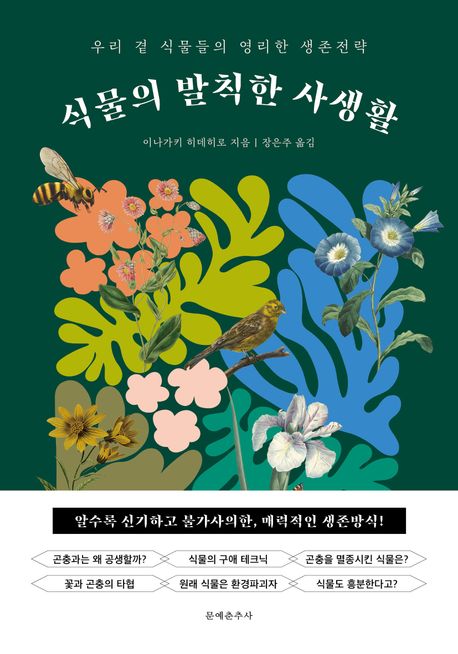 우리 곁 식물들의 영리한 생존전략
식물의 발칙한 사생활
이나가키 히데히로 지음 | 장은주 옮김
알수록 신기하고 불가사의한, 매력적인 생존방식!
곤충과는 왜 공생할까?
식물의 구애 테크닉
곤충을 멸종시킨 식물은?
꽃과 곤충의 타협
원래 식물은 환경파괴자
식물도 흥분한다고?
문예춘추사